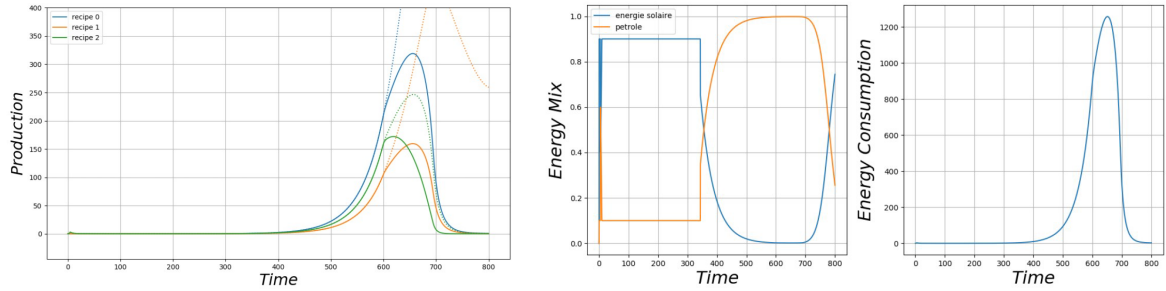 400
350
300
250
200
150
100
50
0
0 100 200 300 400 500 600 700 800
Production
Time
recipe 0
recipe 1
recipe 2
1.0
0.8
0.6
0.4
0.2
0.0
0 100 200 300 400 500 600 700 800
Energy Mix
Time
energie solaire
petrole
1200
1000
800
600
400
200
0
0 100 200 300 400 500 600 700 800
Energy Consumption
Time